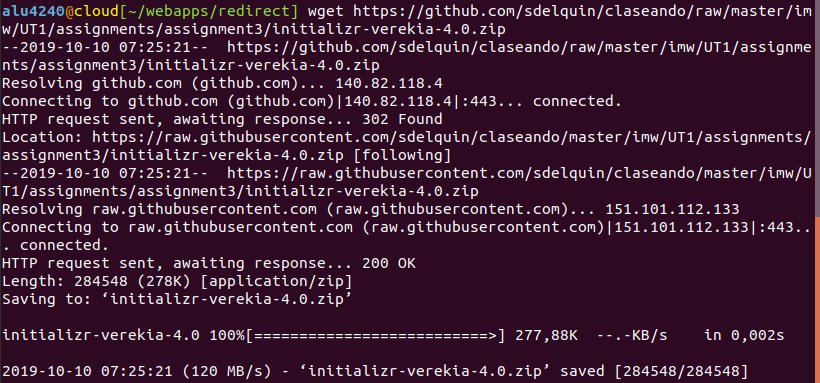 alu4240@cloud[~/webapps/redirect] wget https://github.com/sdelquin/claseando/raw/master/im
w/UT1/assignments/assignment3/initializr-verekia-4.0.zip
--2019-10-10 07:25:21--  https://github.com/sdelquin/claseando/raw/master/imw/UT1/assignme
nts/assignment3/initializr-verekia-4.0.zip
Resolving github.com (github.com)... 140.82.118.4
Connecting to github.com (github.com)|140.82.118.4|:443... connected.
HTTP request sent, awaiting response... 302 Found
Location: https://raw.githubusercontent.com/sdelquin/claseando/master/imw/UT1/assignments/
assignment3/initializr-verekia-4.0.zip [following]
--2019-10-10 07:25:21--  https://raw.githubusercontent.com/sdelquin/claseando/master/imw/U
T1/assignments/assignment3/initializr-verekia-4.0.zip
Resolving raw.githubusercontent.com (raw.githubusercontent.com)... 151.101.112.133
Connecting to raw.githubusercontent.com (raw.githubusercontent.com)|151.101.112.133|:443..
. connected.
HTTP request sent, awaiting response... 200 OK
Length: 284548 (278K) [application/zip]
Saving to: ‘initializr-verekia-4.0.zip’
initializr-verekia-4.0 100%[==========================>] 277,88K  --.-KB/s    in 0,002s
2019-10-10 07:25:21 (120 MB/s) - ‘initializr-verekia-4.0.zip’ saved [284548/284548]